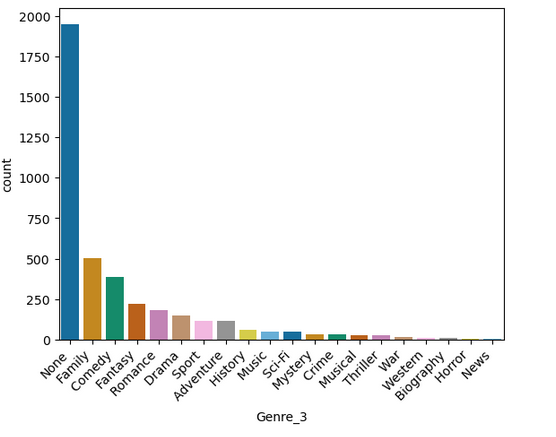 2000
1750
1500
1250
1000
750
500
250
0
count
None
Family
Comedy
Fantasy
Romance
Drama
Sport
Adventure
History
Music
Sci-Fi
Mystery
Crime
Musical
Thriller
War
Western
Biography
Horror
News
Genre_3